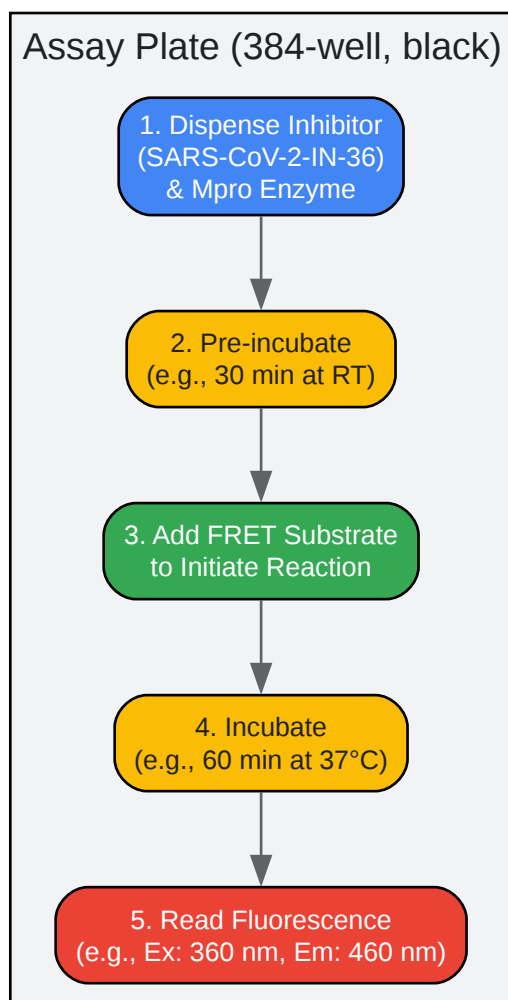 Assay Plate (384-well, black)
1. Dispense Inhibitor
(SARS-CoV-2-IN-36)
& Mpro Enzyme
2. Pre-incubate
(e.g., 30 min at RT)
3. Add FRET Substrate
to Initiate Reaction
4. Incubate
(e.g., 60 min at 37°C)
5. Read Fluorescence
(e.g., Ex: 360 nm, Em: 460 nm)